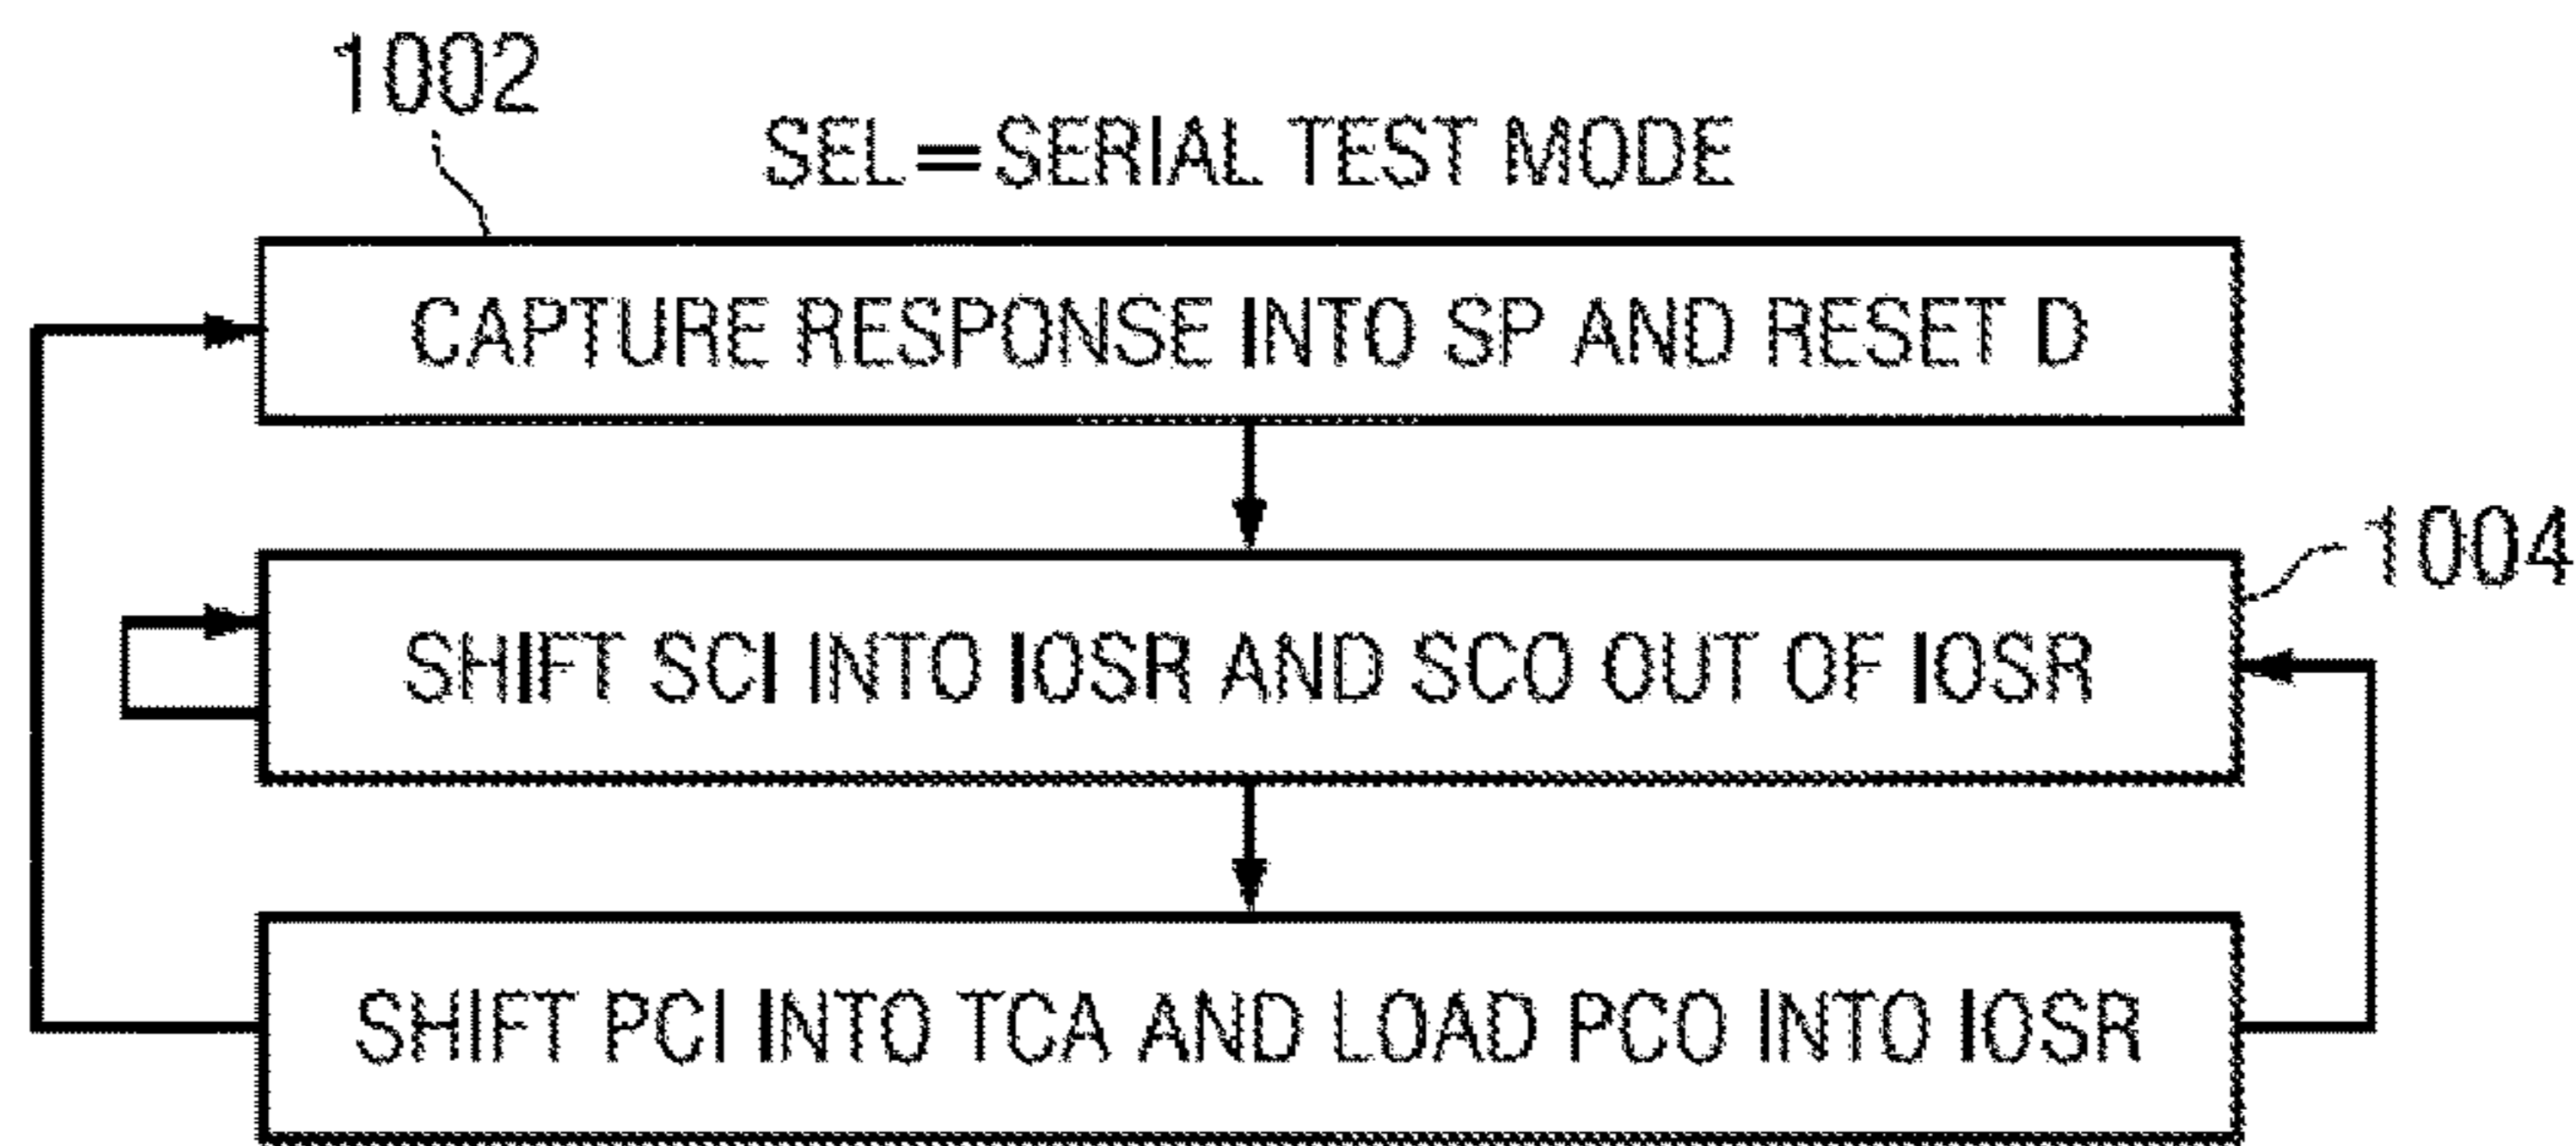 1002
SEL=SERIAL TEST MODE
CAPTURE RESPONSE INTO SP AND RESET D
1004
SHIFT SCI INTO IOSR AND SCO OUT OF IOSR
SHIFT PCI INTO TCA AND LOAD PCO INTO IOSR